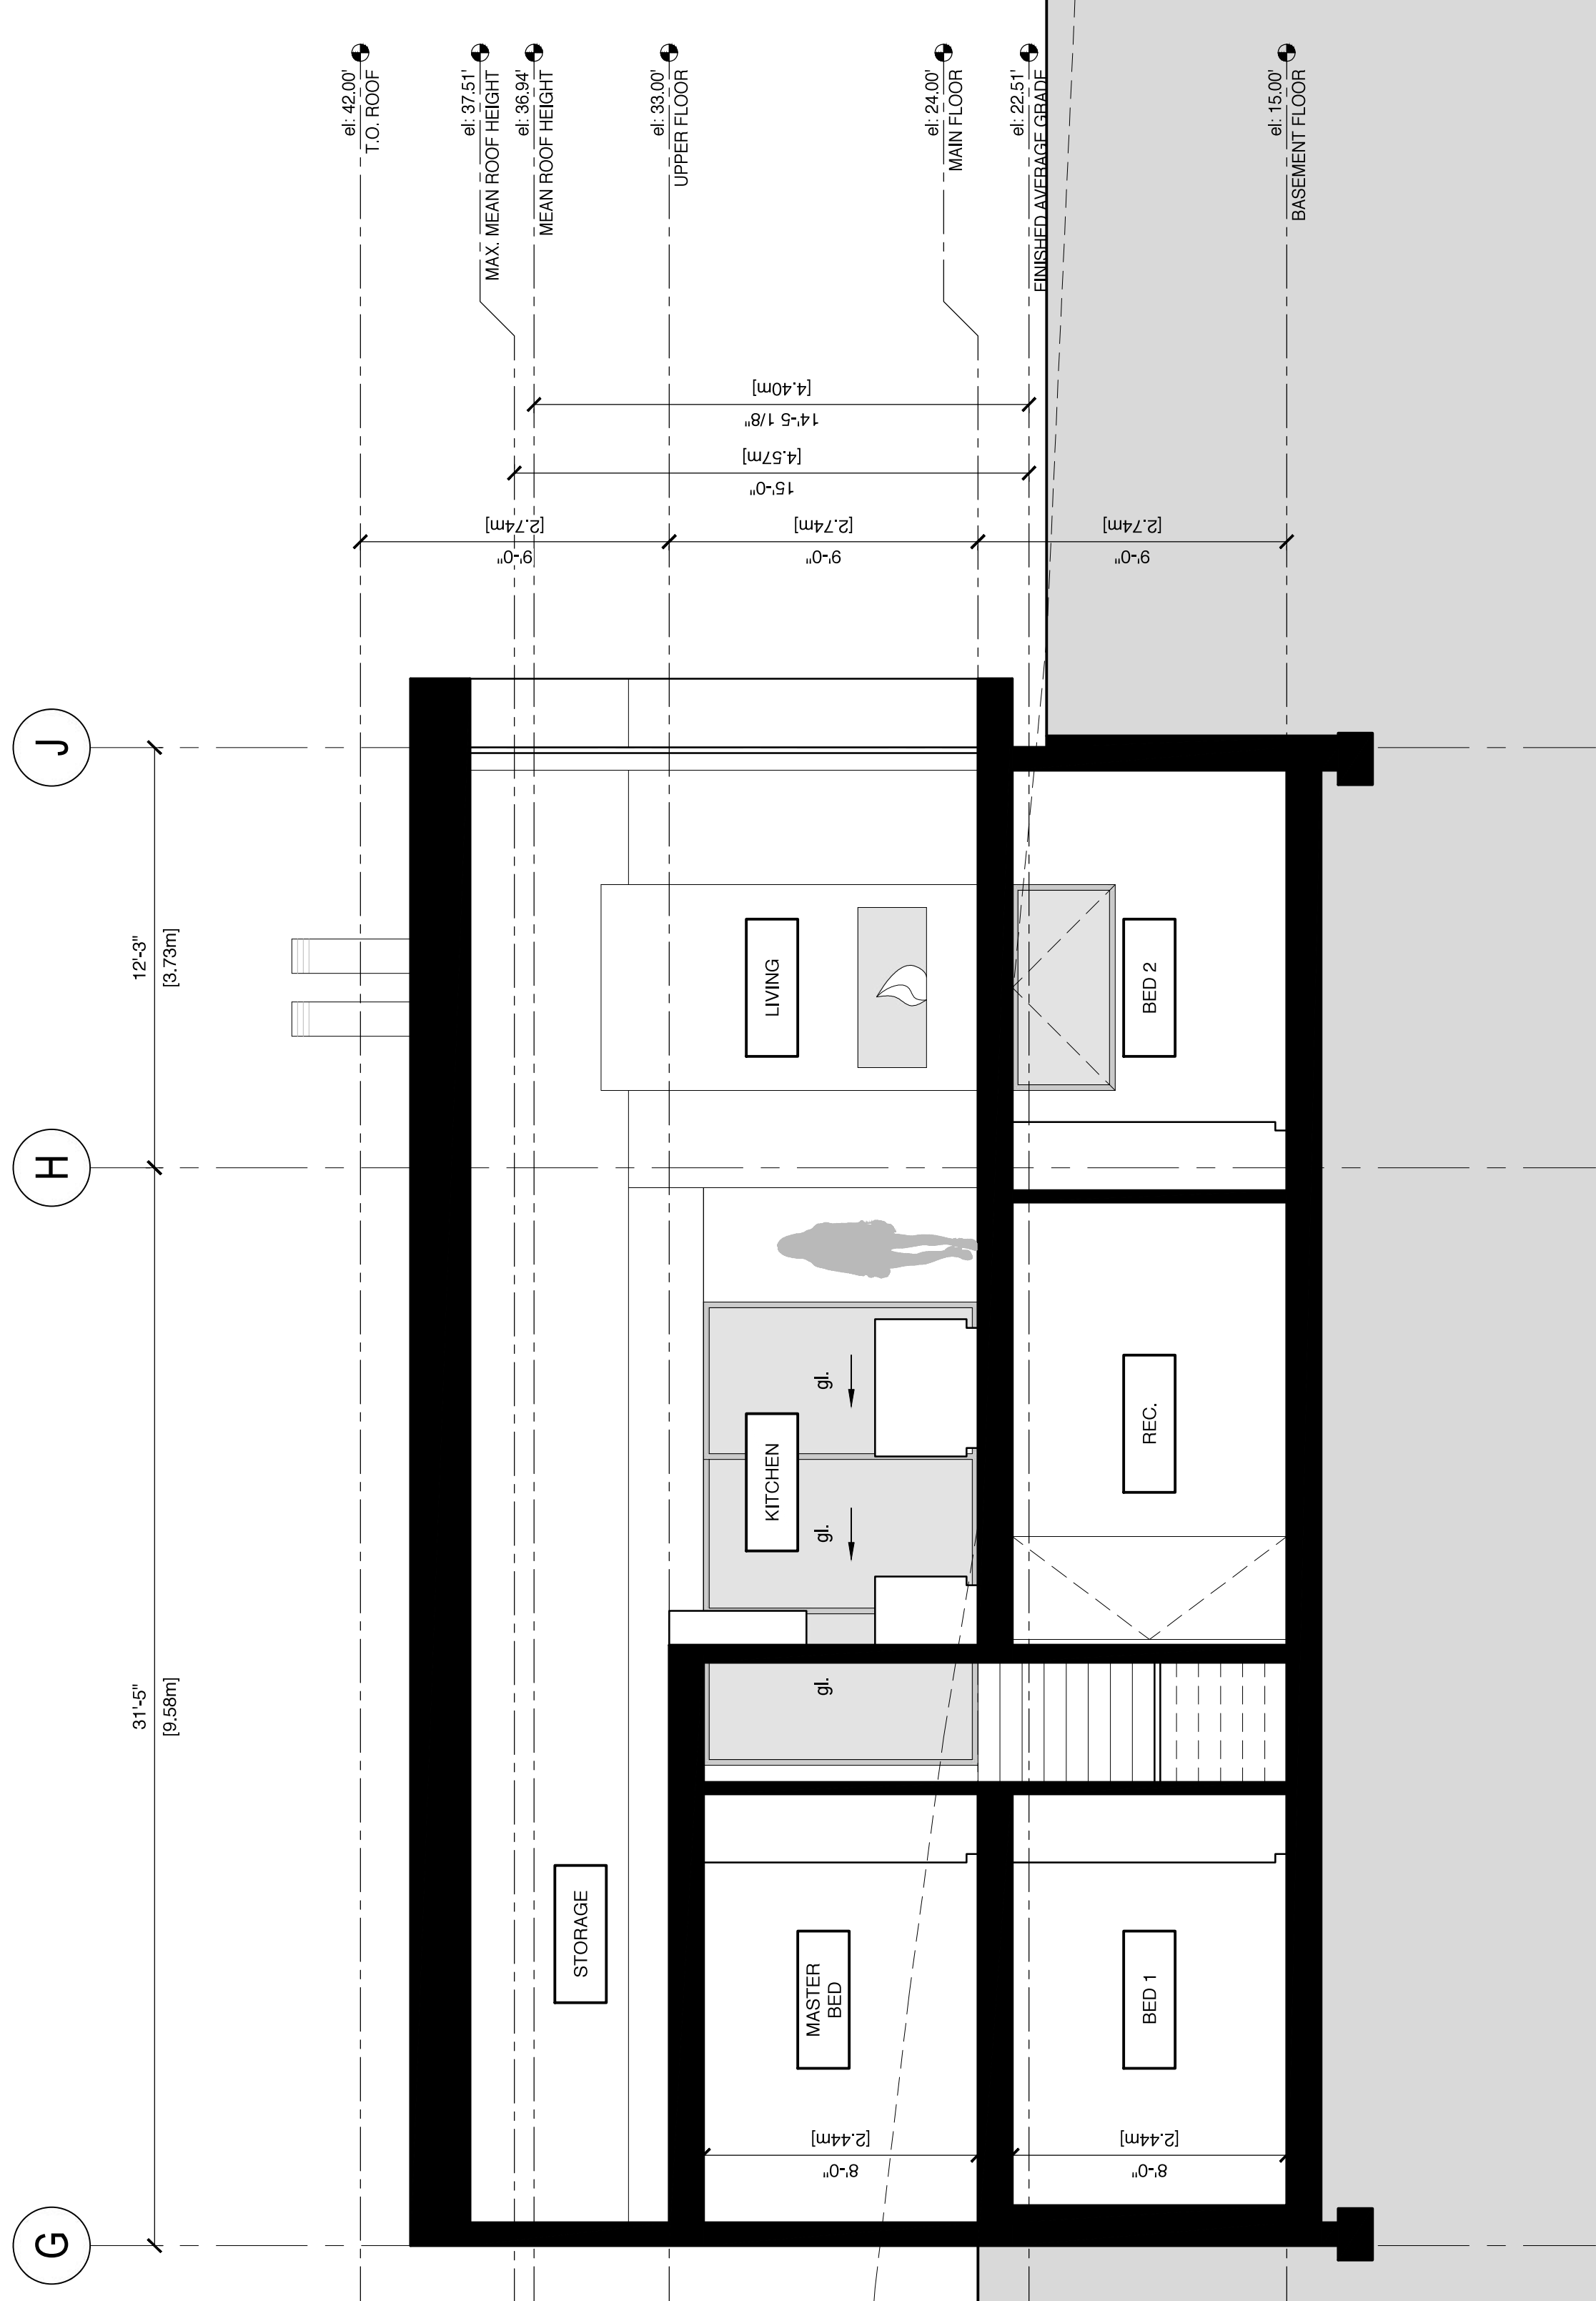 G
H
J
31'-5"
[9.58m]
12'-3"
[3.73m]
el: 42.00'
T.O. ROOF
el: 37.51'
MAX. MEAN ROOF HEIGHT
el: 36.94'
MEAN ROOF HEIGHT
el: 33.00'
UPPER FLOOR
el: 24.00'
MAIN FLOOR
el: 22.51'
FINISHED AVERAGE GRADE
el: 15.00'
BASEMENT FLOOR
9'-0"
[2.74m]
9'-0"
[2.74m]
9'-0"
[2.74m]
15'-0"
[4.57m]
14'-5 1/8"
[4.40m]
STORAGE
MASTER
BED
KITCHEN
LIVING
gl.
gl.
gl.
BED 1
REC.
BED 2
8'-0"
[2.44m]
8'-0"
[2.44m]